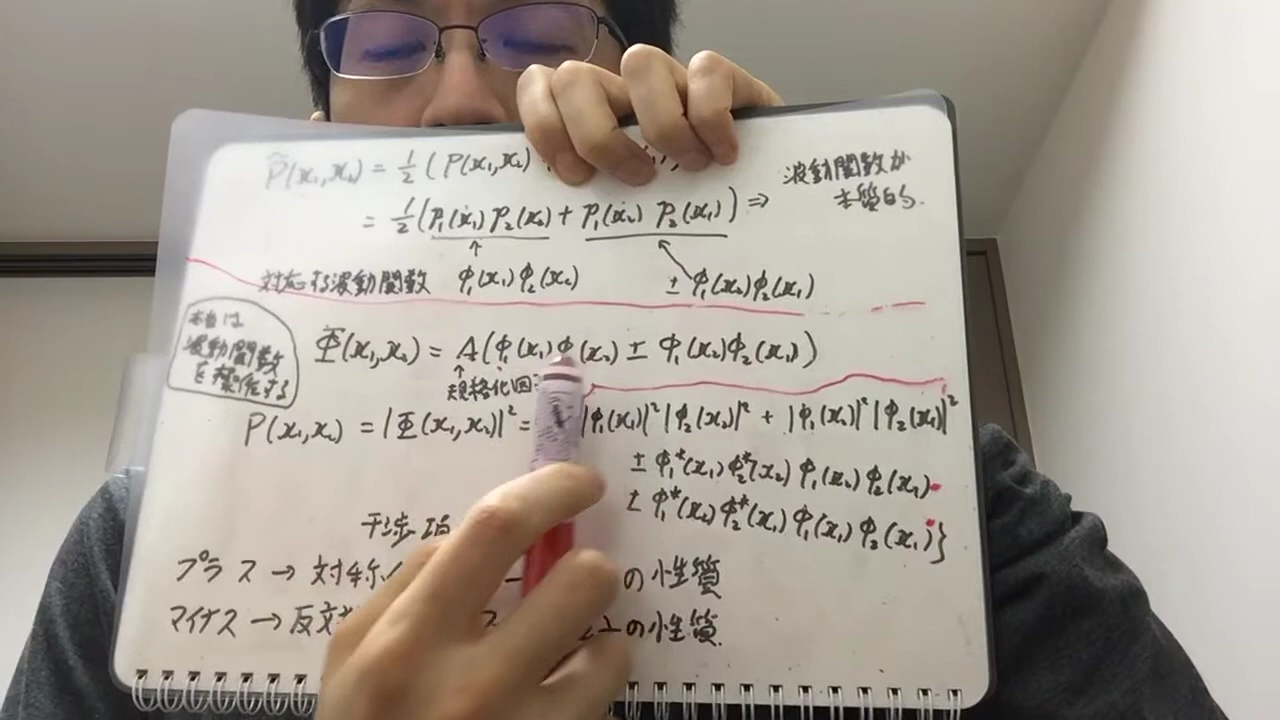 P̃(x₁,x₂) = 1/2 ( P(x₁,x₂)
= 1/2 ( P₁(x₁) P₂(x₂) + P₁(x₂) P₂(x₁) ) ⇒
波動関数が
本質的.
対応する波動関数 φ₁(x₁) φ₂(x₂) ± φ₁(x₂) φ₂(x₁)
本当は
波動関数
を操作する
Φ(x₁,x₂) = A ( φ₁(x₁) φ₂(x₂) ± φ₁(x₂) φ₂(x₁) )
規格化因
P(x₁,x₂) = |Φ(x₁,x₂)|² = |φ₁(x₁)|² |φ₂(x₂)|² + |φ₁(x₂)|² |φ₂(x₁)|²
± φ₁*(x₁) φ₂*(x₂) φ₁(x₂) φ₂(x₁)
± φ₁*(x₂) φ₂*(x₁) φ₁(x₁) φ₂(x₂) }
干渉項
プラス → 対称 の性質
マイナス → 反対 の性質